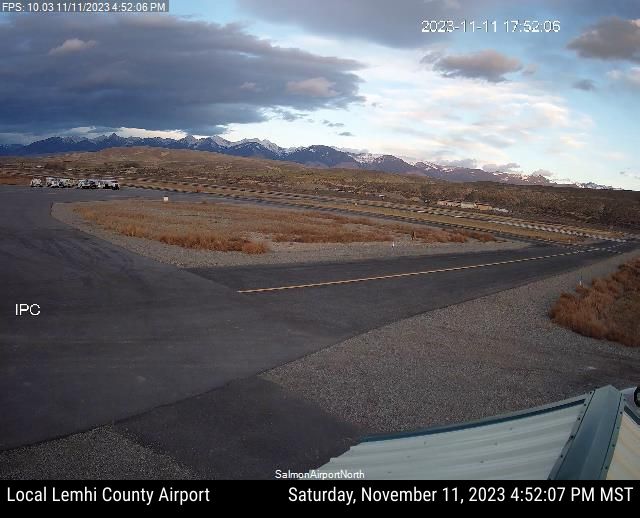 FPS: 10.03 11/11/2023 4:52:06 PM
2023-11-11 17:52:06
IPC
SalmonAirportNorth
Local Lemhi County Airport
Saturday, November 11, 2023 4:52:07 PM MST